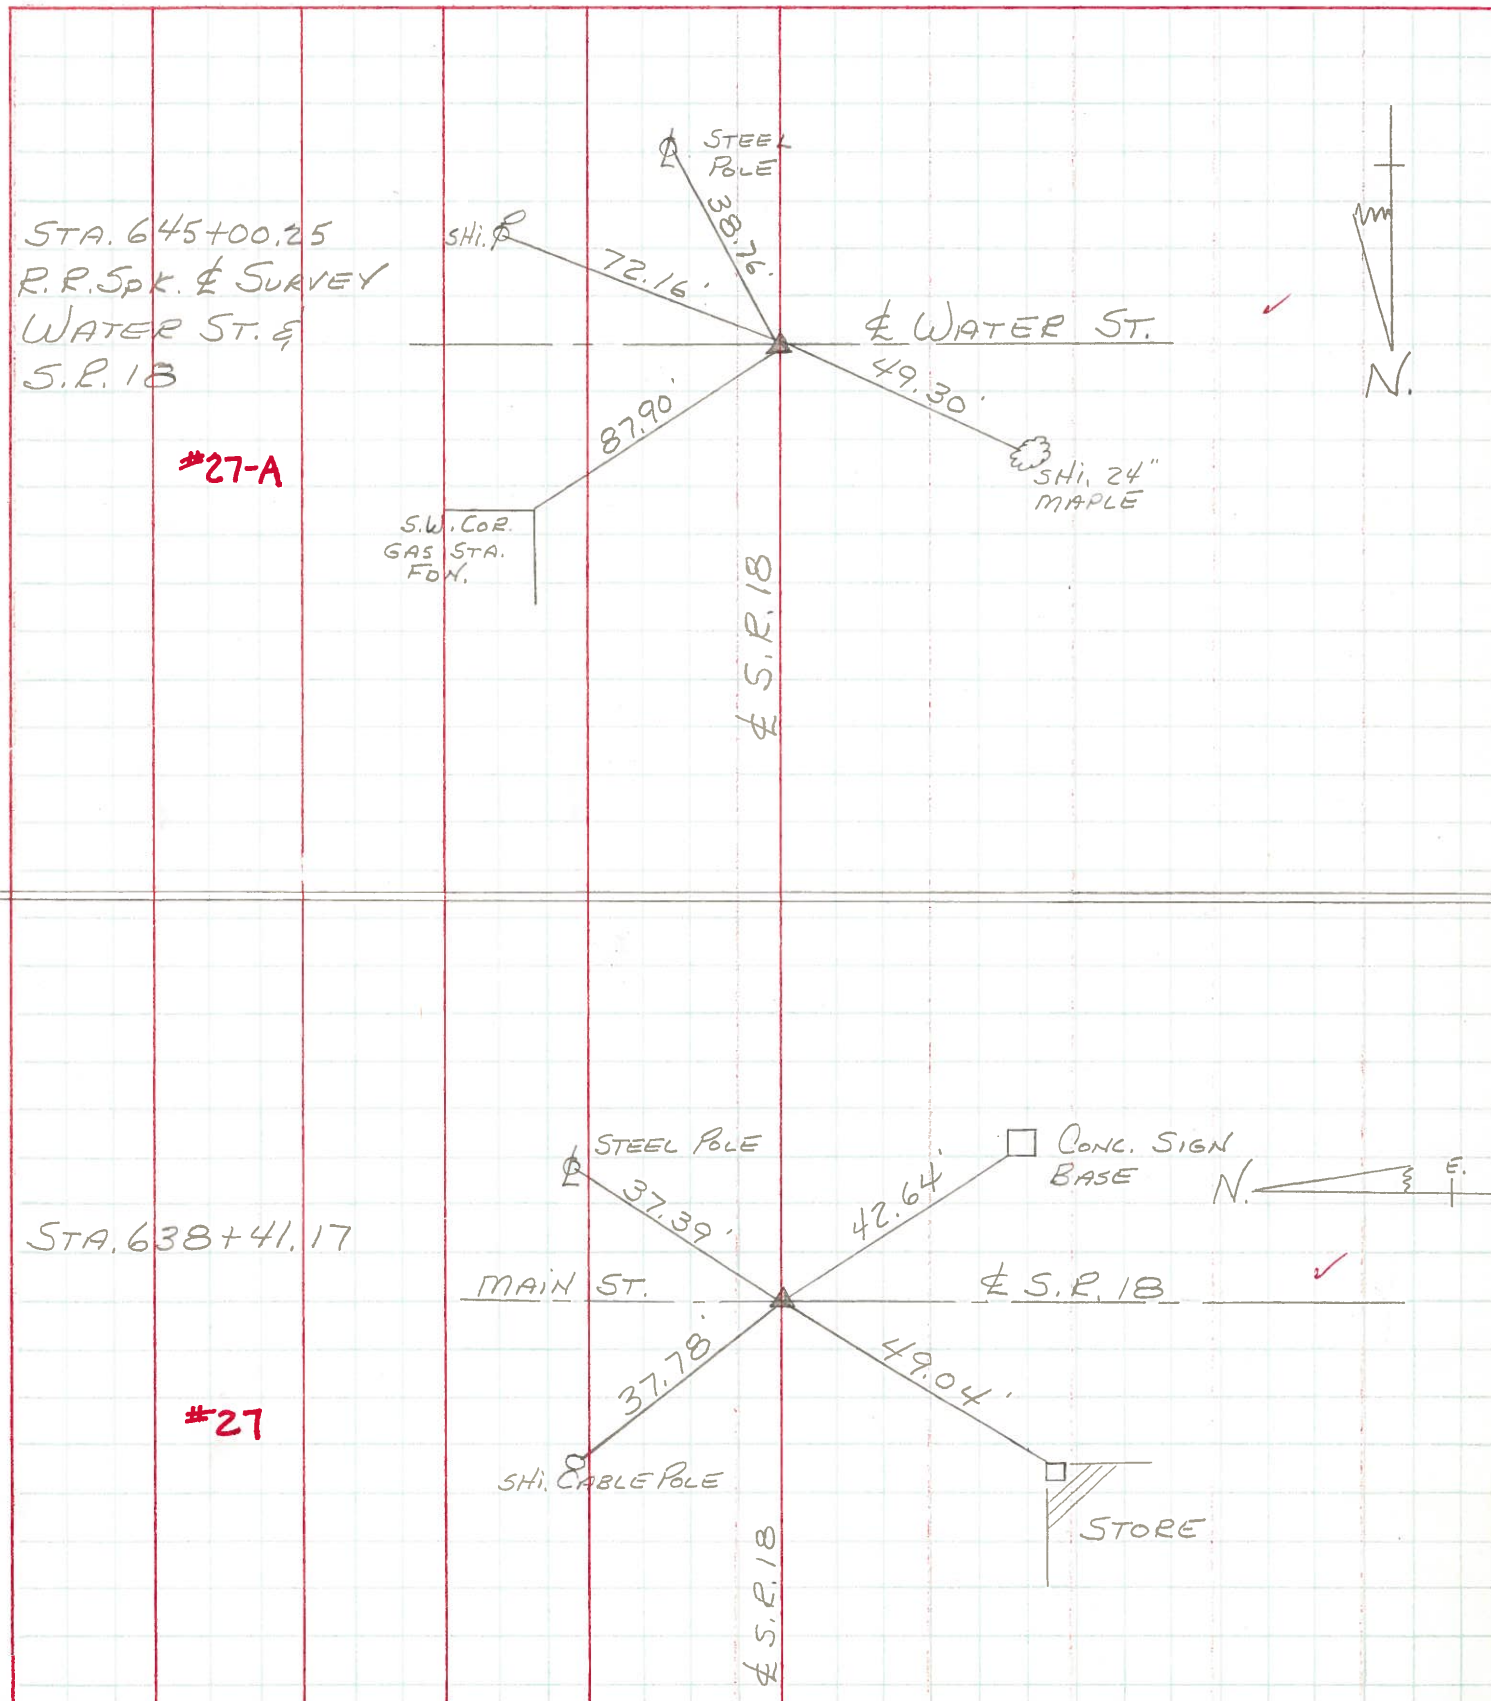 STEEL
POLE
38.76'
SHi.
72.16'
STA. 645+00.25
R.R. Spk. ℄ SURVEY
WATER ST. &
S.R. 18
℄ WATER ST.
49.30'
N.
87.90'
#27-A
SHi. 24"
MAPLE
S.W. COR.
GAS STA.
FDN.
℄ S.R. 18
STEEL POLE
37.39'
42.64'
CONC. SIGN
BASE
N.
E.
STA. 638+41.17
MAIN ST.
℄ S.R. 18
37.78'
49.04'
#27
SHi. CABLE POLE
STORE
℄ S.R. 18